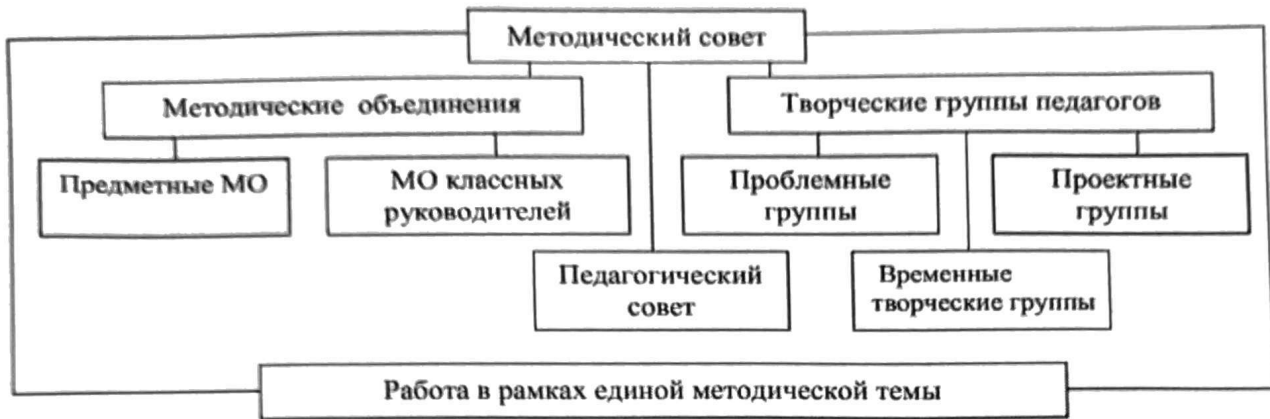 Методический совет
Методические объединения
Творческие группы педагогов
Предметные МО
МО классных
руководителей
Проблемные
группы
Проектные
группы
Педагогический
совет
Временные
творческие группы
Работа в рамках единой методической темы